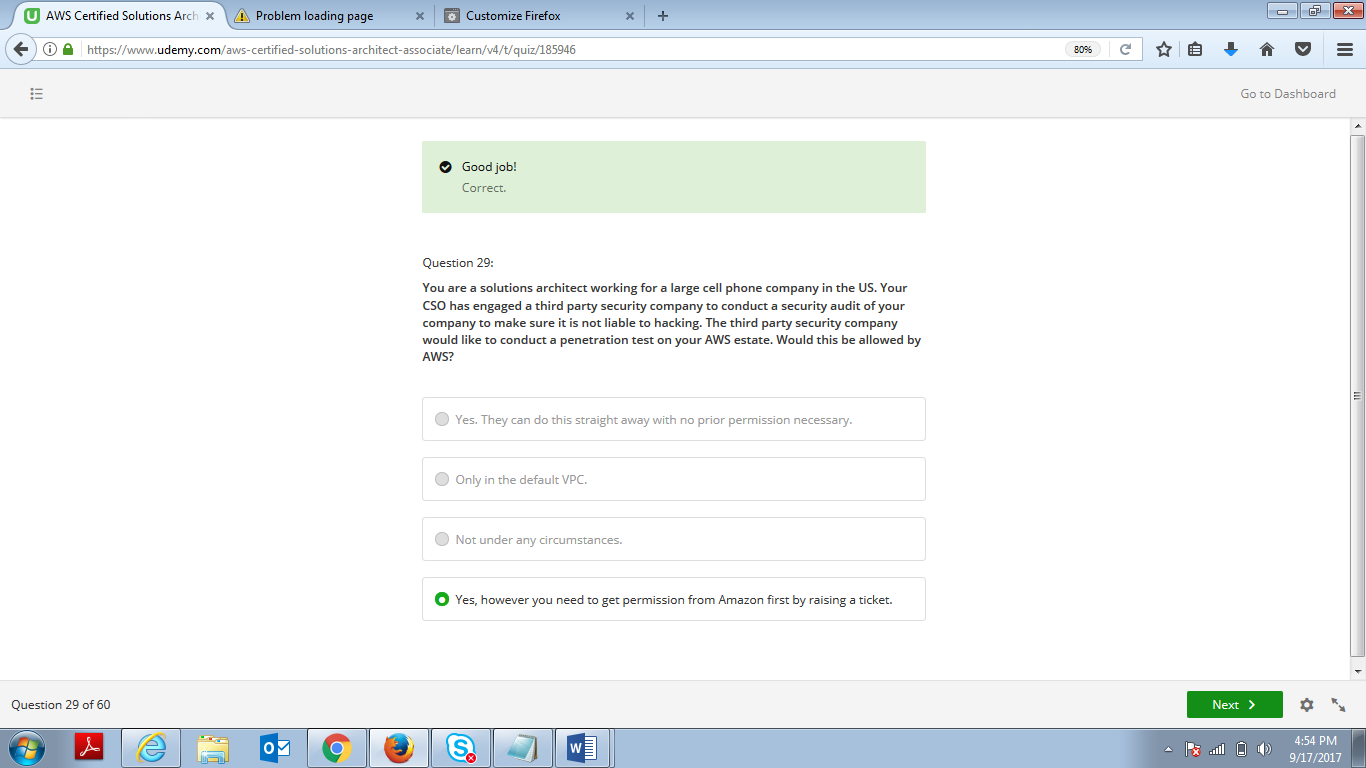 AWS Certified Solutions Arch
Problem loading page
Customize Firefox
https://www.udemy.com/aws-certified-solutions-architect-associate/learn/v4/t/quiz/185946
80%
Go to Dashboard
Good job!
Correct.
Question 29:
You are a solutions architect working for a large cell phone company in the US. Your
CSO has engaged a third party security company to conduct a security audit of your
company to make sure it is not liable to hacking. The third party security company
would like to conduct a penetration test on your AWS estate. Would this be allowed by
AWS?
Yes. They can do this straight away with no prior permission necessary.
Only in the default VPC.
Not under any circumstances.
Yes, however you need to get permission from Amazon first by raising a ticket.
Question 29 of 60
Next
4:54 PM
9/17/2017